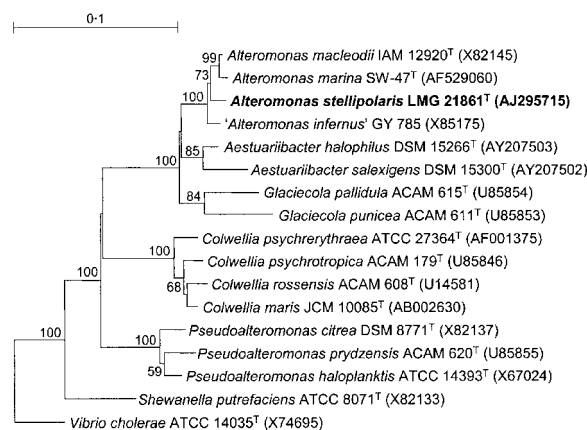 0·1
99
Alteromonas macleodii IAM 12920ᵀ (X82145)
73
Alteromonas marina SW-47ᵀ (AF529060)
100
Alteromonas stellipolaris LMG 21861ᵀ (AJ295715)
'Alteromonas infernus' GY 785 (X85175)
Aestuariibacter halophilus DSM 15266ᵀ (AY207503)
100
85
Aestuariibacter salexigens DSM 15300ᵀ (AY207502)
Glaciecola pallidula ACAM 615ᵀ (U85854)
84
Glaciecola punicea ACAM 611ᵀ (U85853)
Colwellia psychrerythraea ATCC 27364ᵀ (AF001375)
100
Colwellia psychrotropica ACAM 179ᵀ (U85846)
100
68
Colwellia rossensis ACAM 608ᵀ (U14581)
Colwellia maris JCM 10085ᵀ (AB002630)
100
100
Pseudoalteromonas citrea DSM 8771ᵀ (X82137)
Pseudoalteromonas prydzensis ACAM 620ᵀ (U85855)
59
Pseudoalteromonas haloplanktis ATCC 14393ᵀ (X67024)
Shewanella putrefaciens ATCC 8071ᵀ (X82133)
Vibrio cholerae ATCC 14035ᵀ (X74695)